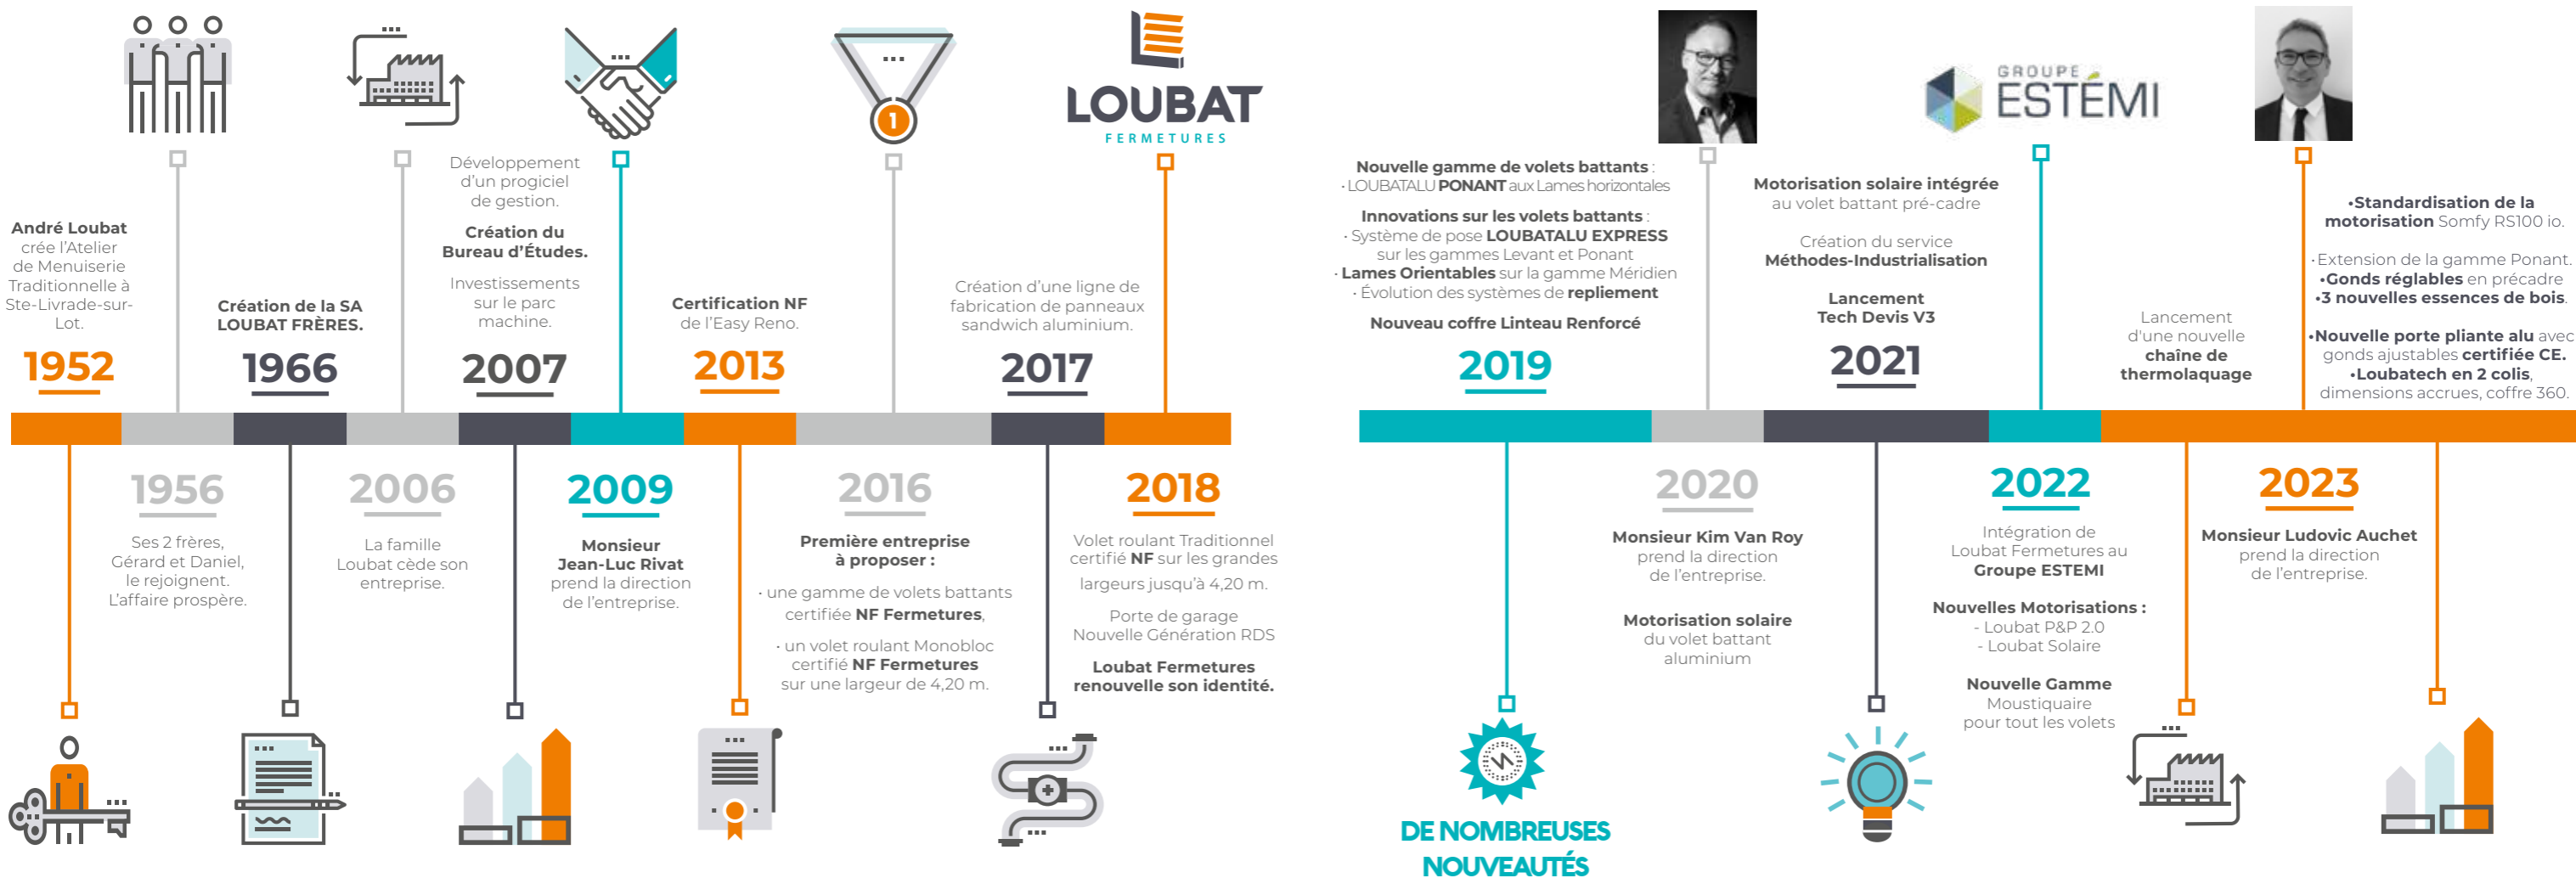 André Loubat
crée l'Atelier
de Menuiserie
Traditionnelle à
Ste-Livrade-sur-
Lot.
1952
1956
Ses 2 frères,
Gérard et Daniel,
le rejoignent.
L'affaire prospère.
Création de la SA
LOUBAT FRÈRES.
1966
2006
La famille
Loubat cède son
entreprise.
Développement
d'un progiciel
de gestion.
Création du
Bureau d'Études.
Investissements
sur le parc
machine.
2007
2009
Monsieur
Jean-Luc Rivat
prend la direction
de l'entreprise.
Certification NF
de l'Easy Reno.
2013
1
2016
Première entreprise
à proposer :
· une gamme de volets battants
certifiée NF Fermetures,
· un volet roulant Monobloc
certifié NF Fermetures
sur une largeur de 4,20 m.
Création d'une ligne de
fabrication de panneaux
sandwich aluminium.
2017
LOUBAT
FERMETURES
2018
Volet roulant Traditionnel
certifié NF sur les grandes
largeurs jusqu'à 4,20 m.
Porte de garage
Nouvelle Génération RDS
Loubat Fermetures
renouvelle son identité.
Nouvelle gamme de volets battants :
· LOUBATALU PONANT aux Lames horizontales
Innovations sur les volets battants :
· Système de pose LOUBATALU EXPRESS
sur les gammes Levant et Ponant
· Lames Orientables sur la gamme Méridien
· Évolution des systèmes de repliement
Nouveau coffre Linteau Renforcé
2019
DE NOMBREUSES
NOUVEAUTÉS
2020
Monsieur Kim Van Roy
prend la direction
de l'entreprise.
Motorisation solaire
du volet battant
aluminium
Motorisation solaire intégrée
au volet battant pré-cadre
Création du service
Méthodes-Industrialisation
Lancement
Tech Devis V3
2021
GROUPE
ESTÉMI
2022
Intégration de
Loubat Fermetures au
Groupe ESTEMI
Nouvelles Motorisations :
- Loubat P&P 2.0
- Loubat Solaire
Nouvelle Gamme
Moustiquaire
pour tout les volets
Lancement
d'une nouvelle
chaîne de
thermolaquage
2023
Monsieur Ludovic Auchet
prend la direction
de l'entreprise.
•Standardisation de la
motorisation Somfy RS100 io.
· Extension de la gamme Ponant.
•Gonds réglables en précadre
•3 nouvelles essences de bois.
•Nouvelle porte pliante alu avec
gonds ajustables certifiée CE.
•Loubatech en 2 colis,
dimensions accrues, coffre 360.